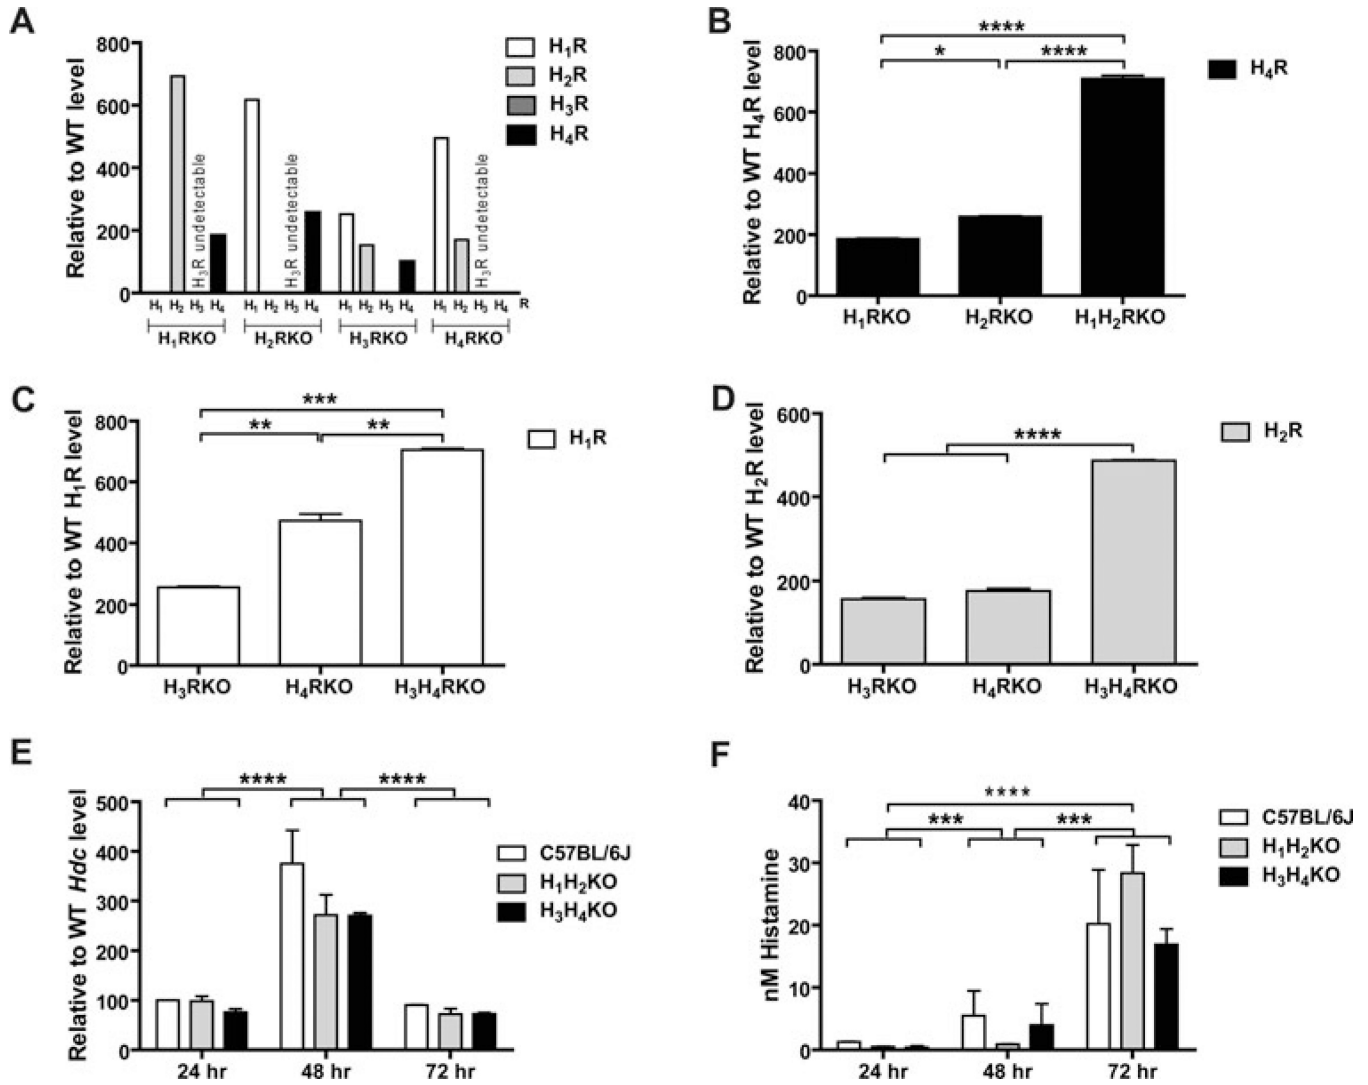 A
Relative to WT level
800
600
400
200
0
H₃R undetectable
H₃R undetectable
H₃R undetectable
H₁ H₂ H₃ H₄ H₁ H₂ H₃ H₄ H₁ H₂ H₃ H₄ H₁ H₂ H₃ H₄ R
H₁RKO H₂RKO H₃RKO H₄RKO
H₁R
H₂R
H₃R
H₄R
B
Relative to WT H₄R level
800
600
400
200
0
****
* ****
H₁RKO H₂RKO H₁H₂RKO
H₄R
C
Relative to WT H₁R level
800
600
400
200
0
***
** **
H₃RKO H₄RKO H₃H₄RKO
H₁R
D
Relative to WT H₂R level
600
400
200
0
****
H₃RKO H₄RKO H₃H₄RKO
H₂R
E
Relative to WT Hdc level
500
400
300
200
100
0
**** ****
24 hr 48 hr 72 hr
C57BL/6J
H₁H₂KO
H₃H₄KO
F
nM Histamine
40
30
20
10
0
****
*** ***
24 hr 48 hr 72 hr
C57BL/6J
H₁H₂KO
H₃H₄KO